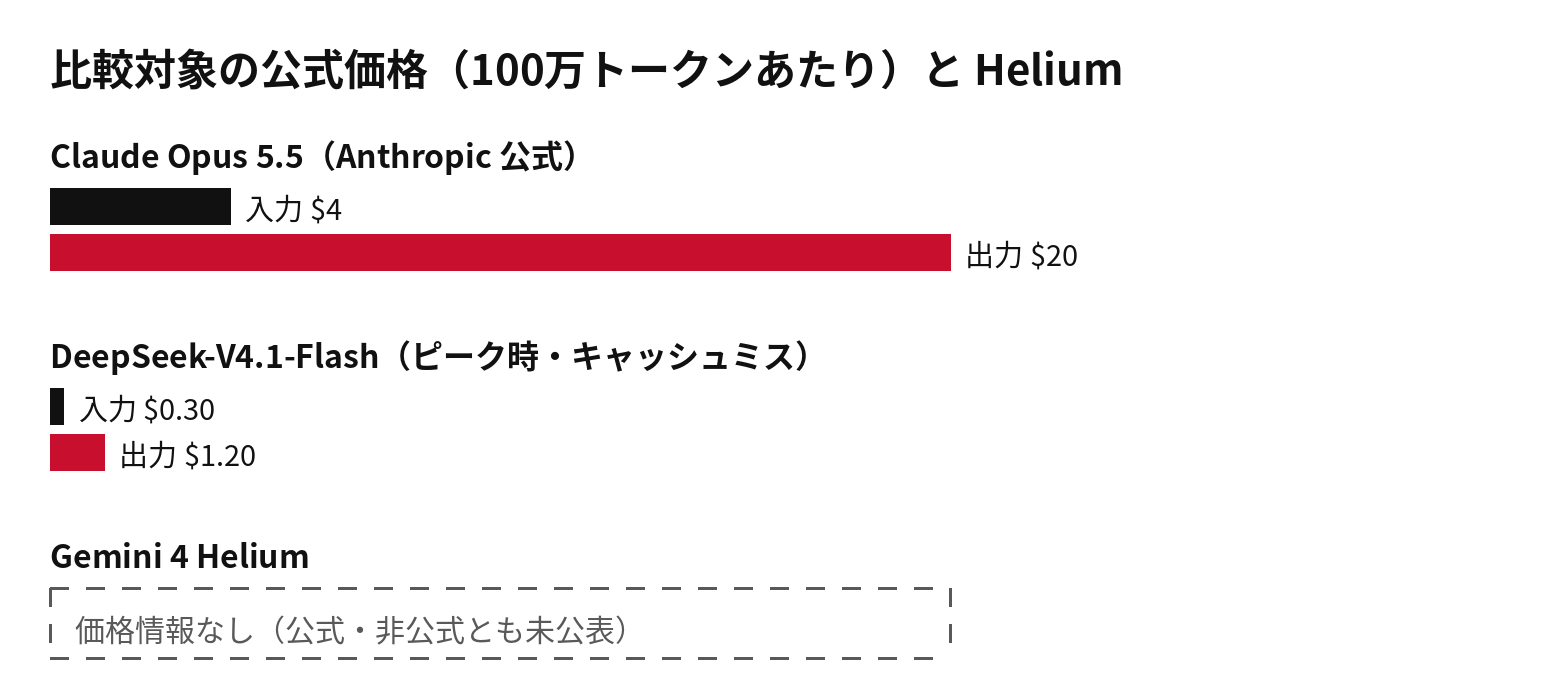 比較対象の公式価格（100万トークンあたり）と Helium
Claude Opus 5.5（Anthropic 公式）
入力 $4
出力 $20
DeepSeek-V4.1-Flash（ピーク時・キャッシュミス）
入力 $0.30
出力 $1.20
Gemini 4 Helium
価格情報なし（公式・非公式とも未公表）